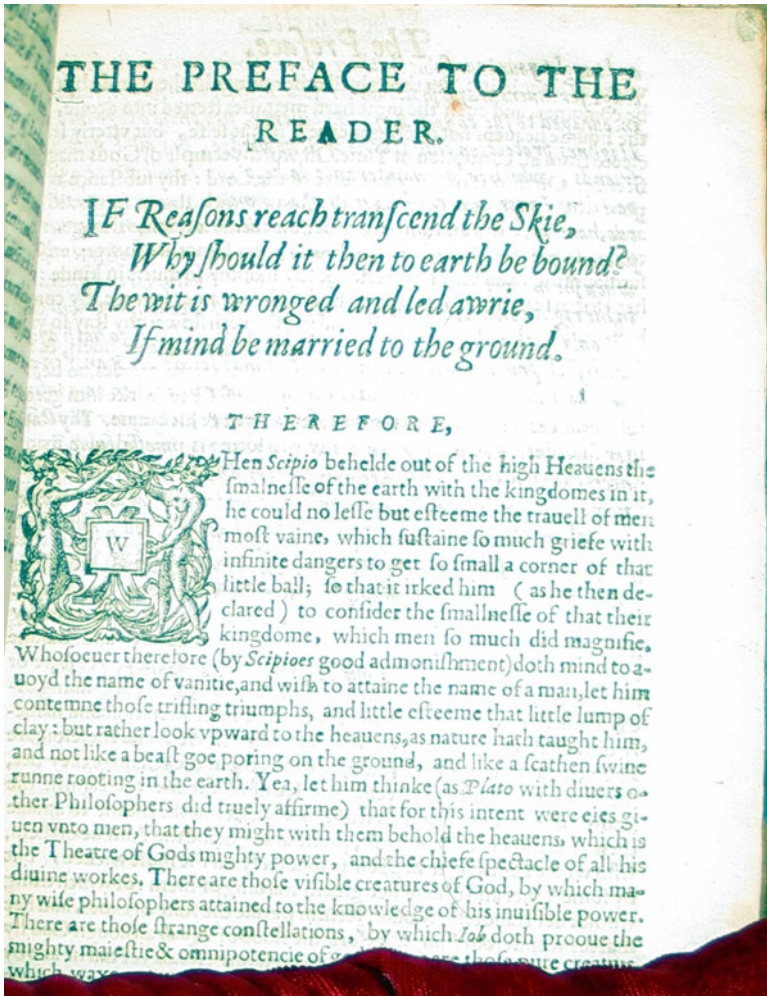 THE PREFACE TO THE
READER.
IF Reaſons reach tranſcend the Skie,
Why ſhould it then to earth be bound?
The wit is wronged and led awrie,
If mind be married to the ground.
THEREFORE,
WHen Scipio behelde out of the high Heauens the
ſmalneſſe of the earth with the kingdomes in it,
he could no leſſe but eſteeme the trauell of men
moſt vaine, which ſuſtaine ſo much griefe with
infinite dangers to get ſo ſmall a corner of that
little ball; ſo that it irked him (as he then de-
clared) to conſider the ſmallneſſe of that their
kingdome, which men ſo much did magnifie.
Whoſoeuer therefore (by Scipioes good admoniſhment) doth mind to a-
uoyd the name of vanitie, and wiſh to attaine the name of a man, let him
contemne thoſe trifling triumphs, and little eſteeme that little lump of
clay: but rather look vpward to the heauens, as nature hath taught him,
and not like a beaſt goe poring on the ground, and like a ſcathen ſwine
runne rooting in the earth. Yea, let him thinke (as Plato with diuers o-
ther Philoſophers did truely affirme) that for this intent were eies gi-
uen vnto men, that they might with them behold the heauens, which is
the Theatre of Gods mighty power, and the chiefe ſpectacle of all his
diuine workes. There are thoſe viſible creatures of God, by which ma-
ny wiſe philoſophers attained to the knowledge of his inuiſible power.
There are thoſe ſtrange conſtellations, by which Iob doth prooue the
mighty maieſtie & omnipotencie of thoſe pure
which